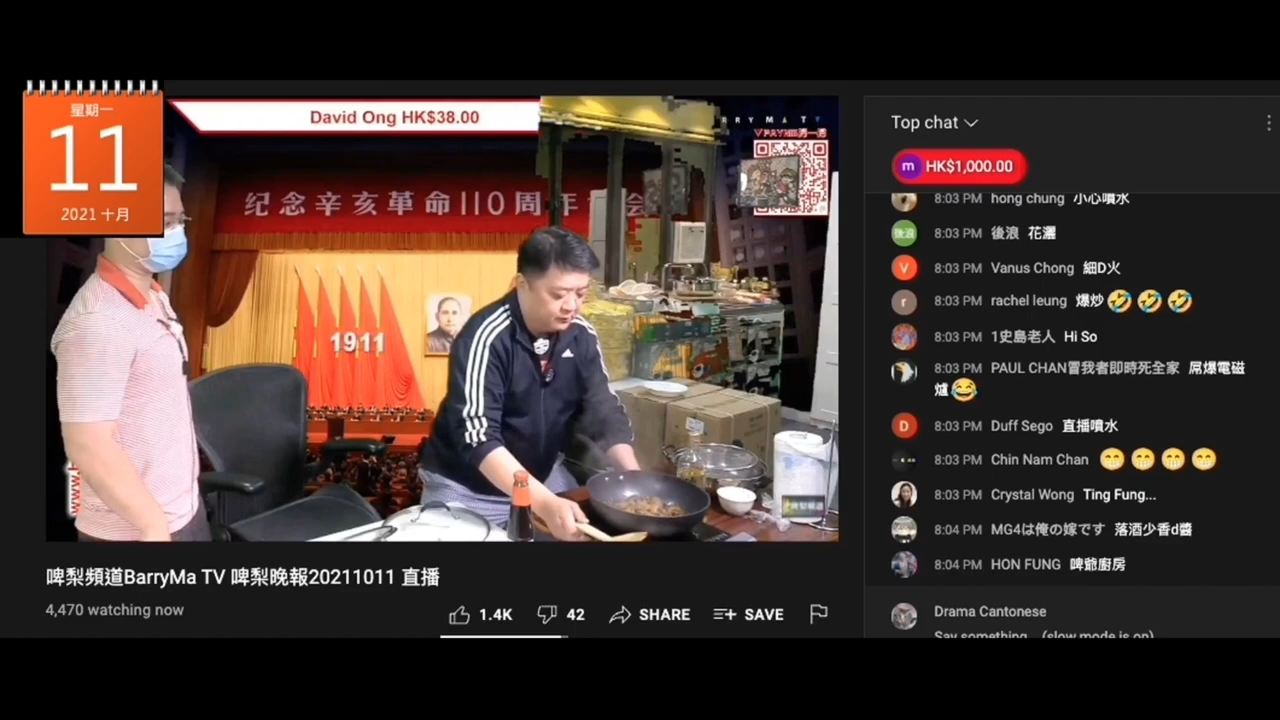 星期一
11
2021 十月
David Ong HK$38.00
纪念辛亥革命110周年
1911
Top chat
m HK$1,000.00
8:03 PM hong chung 小心噴水
8:03 PM 後浪 花灑
8:03 PM Vanus Chong 細D火
8:03 PM rachel leung 爆炒🤣🤣🤣
8:03 PM 1史島老人 Hi So
8:03 PM PAUL CHAN冒我者即時死全家 屌爆電磁
爐😂
8:03 PM Duff Sego 直播噴水
8:03 PM Chin Nam Chan 😁😁😁😁
8:03 PM Crystal Wong Ting Fung...
8:04 PM MG4は俺の嫁です 落酒少香d醬
8:04 PM HON FUNG 啤爺廚房
Drama Cantonese
Say something... (slow mode is on)
啤梨頻道BarryMa TV 啤梨晚報20211011 直播
4,470 watching now
1.4K 42 SHARE SAVE